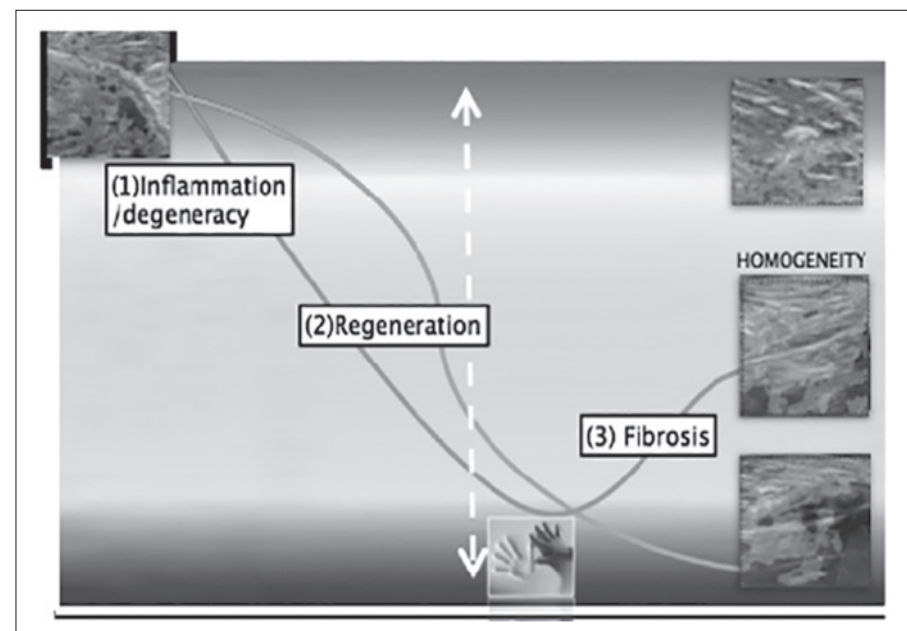 (1)Inflammation
/degeneracy
HOMOGENEITY
(2)Regeneration
(3) Fibrosis